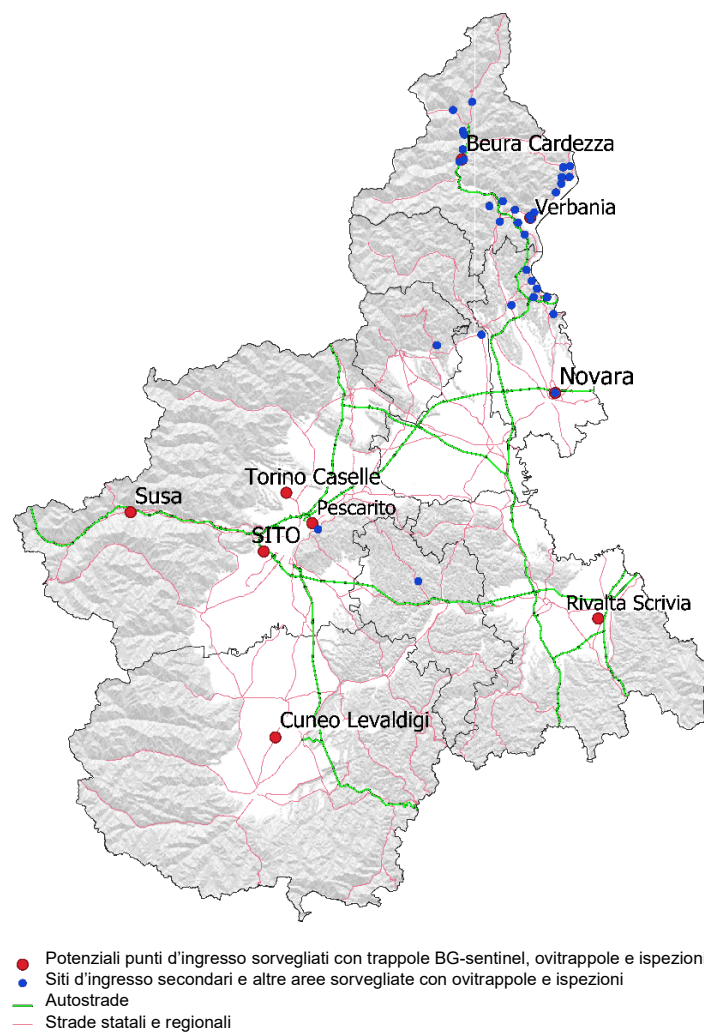 Beura Cardezza
Verbania
Novara
Torino Caselle
Susa
Pescarito
SITO
Rivalta Scrivia
Cuneo Levaldigi
Potenziali punti d'ingresso sorvegliati con trappole BG-sentinel, ovitrappole e ispezioni
Siti d'ingresso secondari e altre aree sorvegliate con ovitrappole e ispezioni
Autostrade
Strade statali e regionali